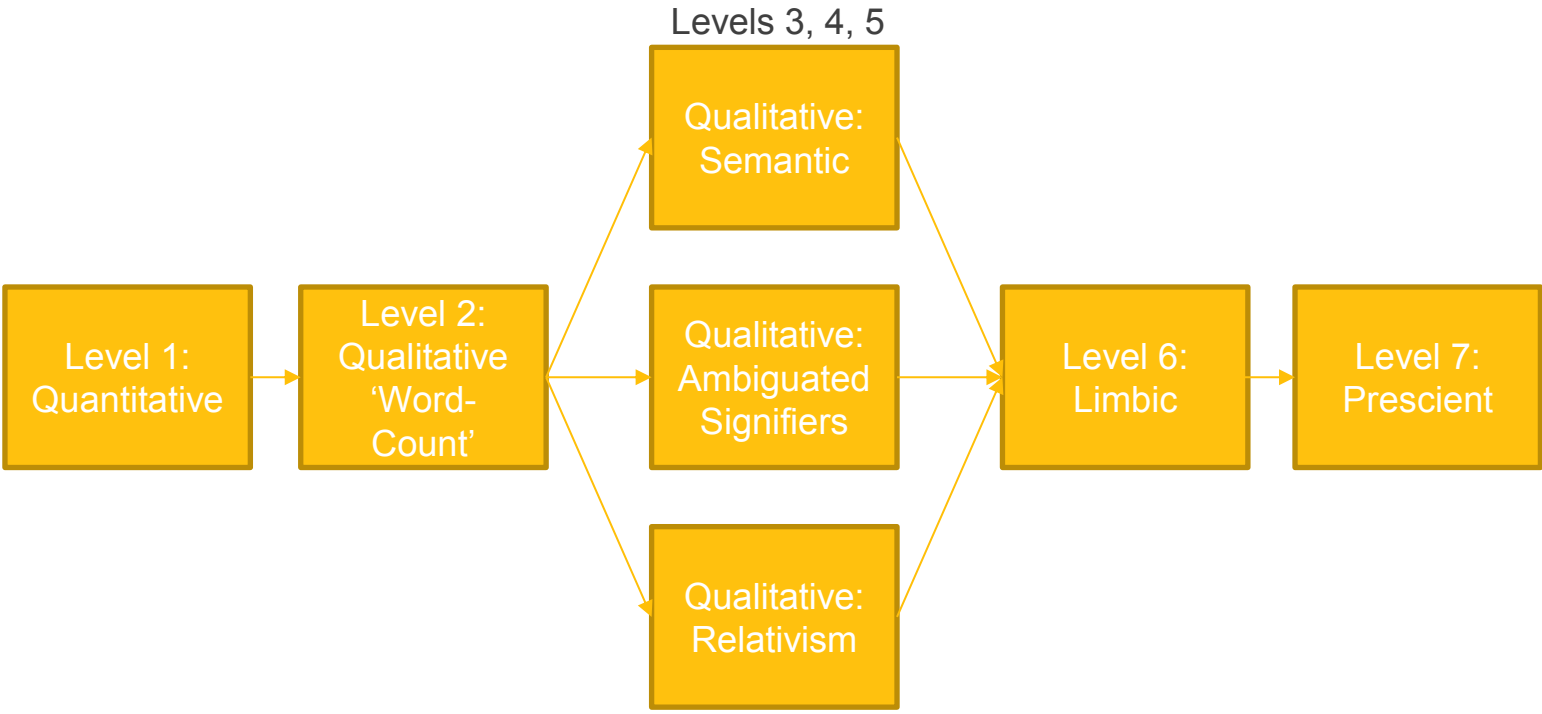 Levels 3, 4, 5
Qualitative:
Semantic
Level 1:
Quantitative
Level 2:
Qualitative
‘Word-
Count’
Qualitative:
Ambiguated
Signifiers
Level 6:
Limbic
Level 7:
Prescient
Qualitative:
Relativism